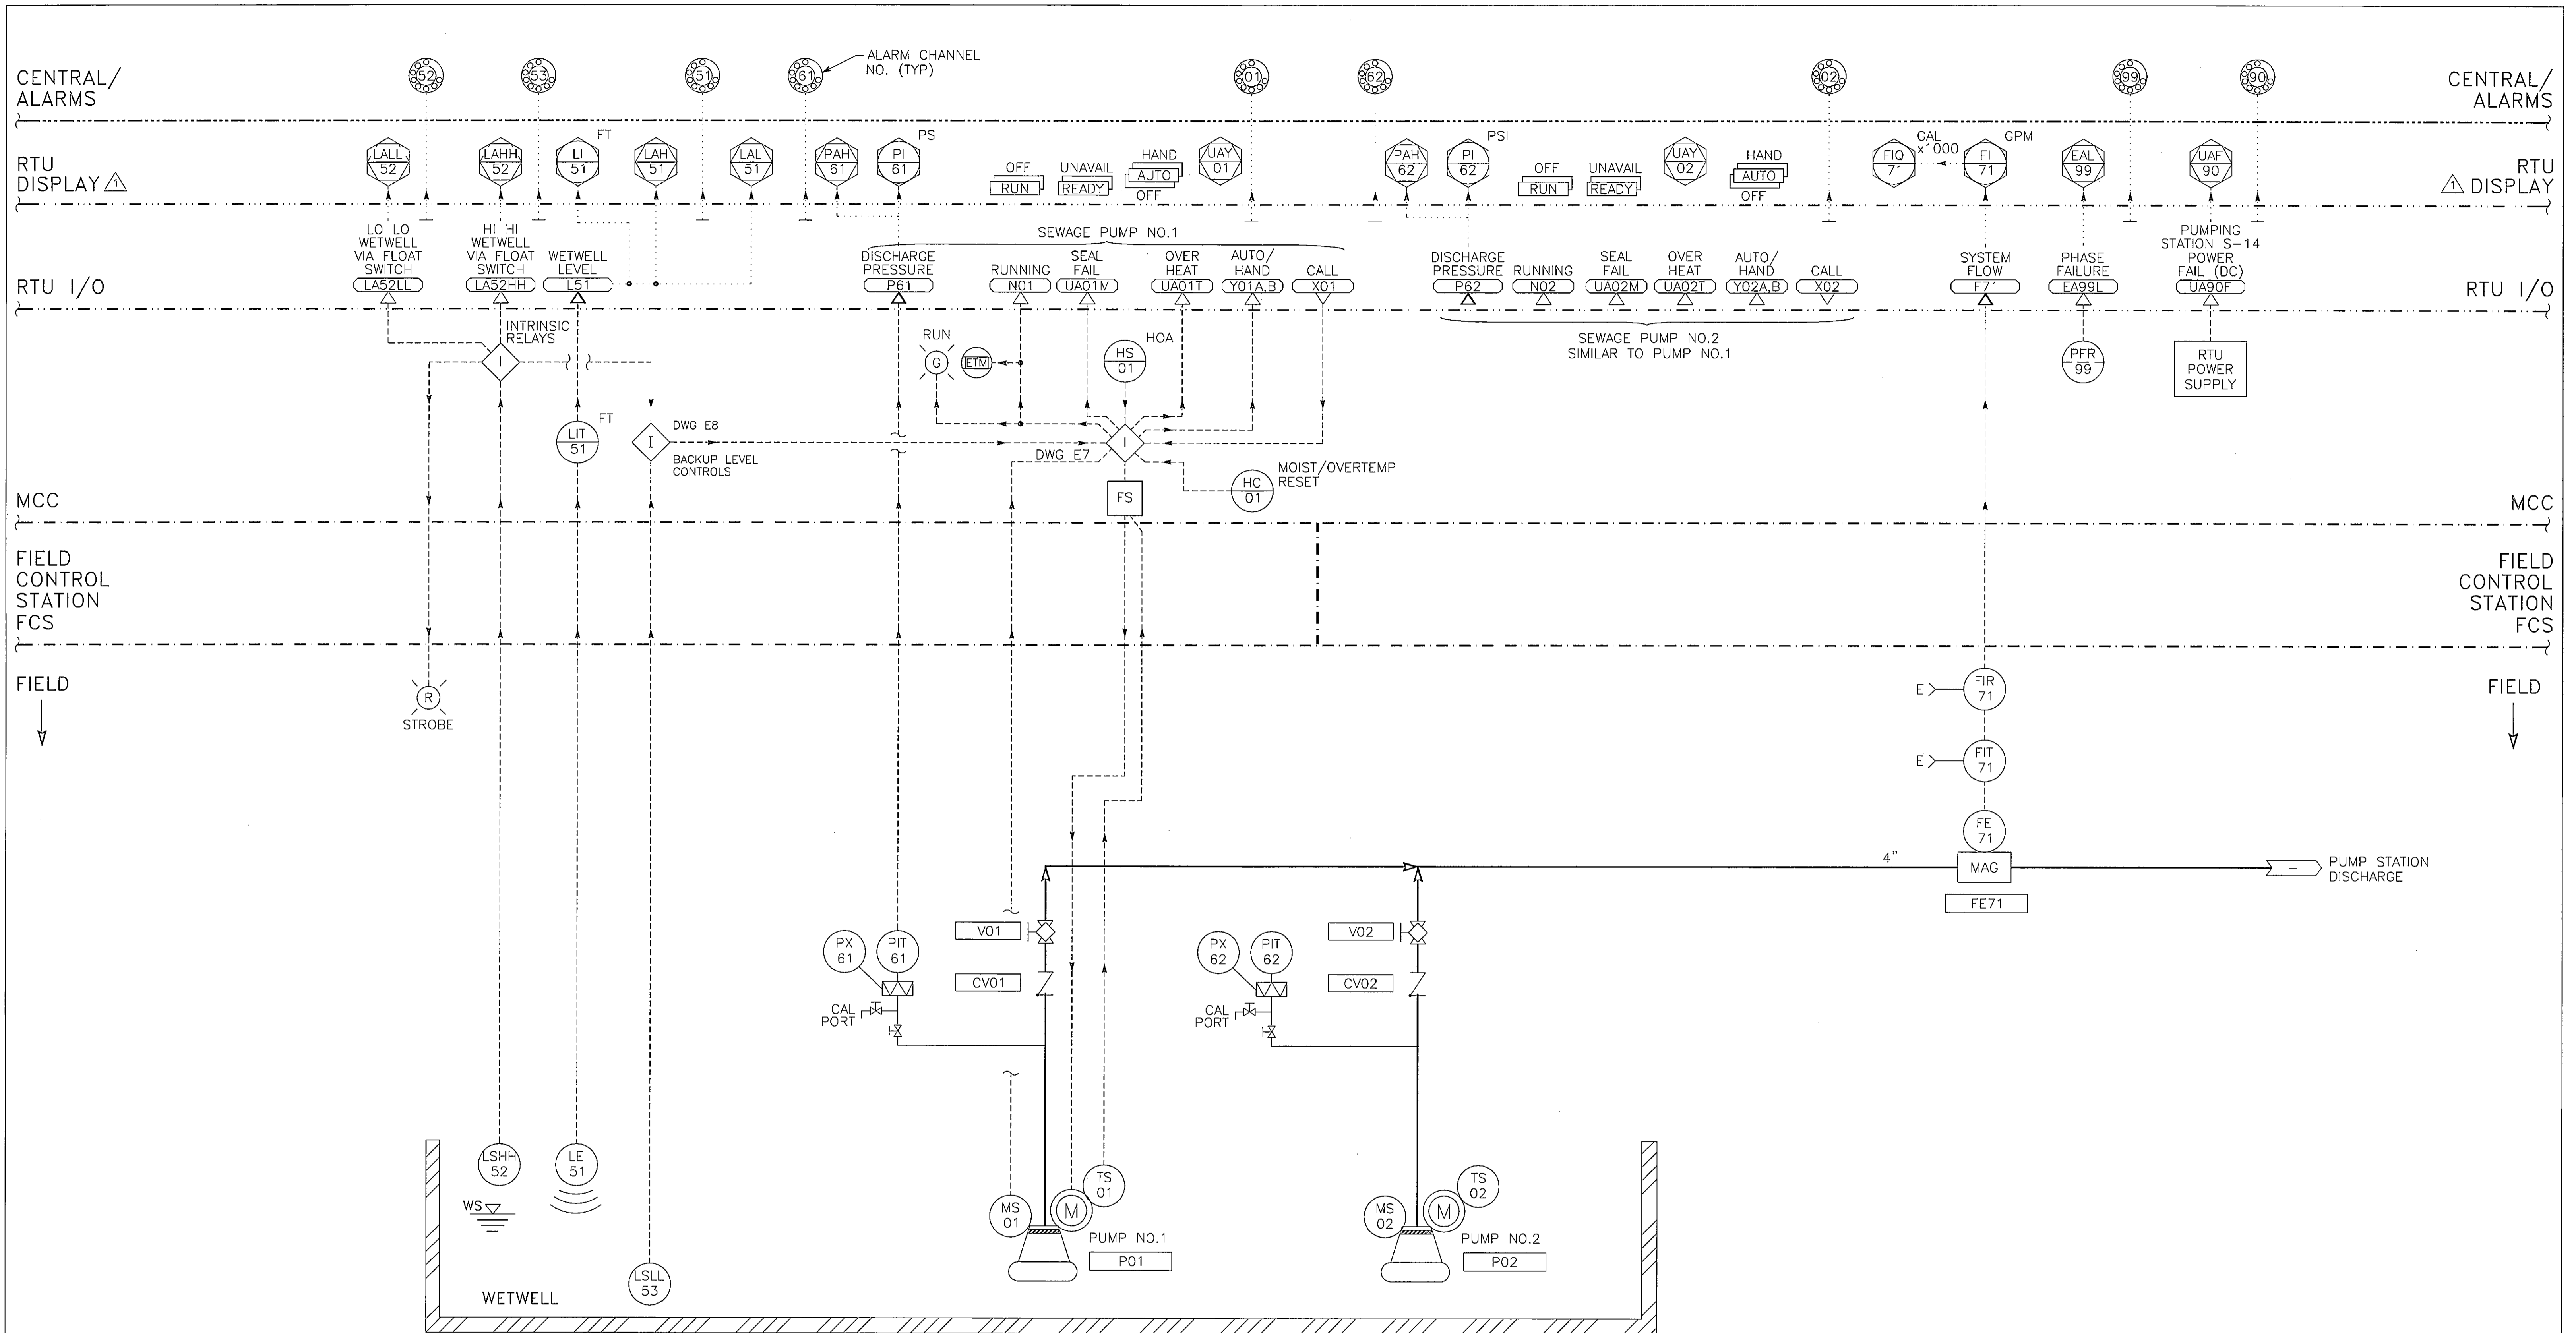 52
53
51
61
ALARM CHANNEL
NO. (TYP)
01
62
02
99
90
CENTRAL/
ALARMS
CENTRAL/
ALARMS
RTU
DISPLAY 1
LALL
52
LAHH
52
FT
LI
51
LAH
51
LAL
51
PAH
61
PSI
PI
61
OFF
RUN
UNAVAIL
READY
HAND
AUTO
OFF
UAY
01
PAH
62
PSI
PI
62
OFF
RUN
UNAVAIL
READY
UAY
02
HAND
AUTO
OFF
GAL
x1000
FIQ
71
GPM
FI
71
EAL
99
UAF
90
RTU
1 DISPLAY
RTU I/O
LO LO
WETWELL
VIA FLOAT
SWITCH
LA52LL
HI HI
WETWELL
VIA FLOAT
SWITCH
LA52HH
WETWELL
LEVEL
L51
SEWAGE PUMP NO.1
DISCHARGE
PRESSURE
P61
RUNNING
N01
SEAL
FAIL
UA01M
OVER
HEAT
UA01T
AUTO/
HAND
Y01A,B
CALL
X01
DISCHARGE
PRESSURE
P62
RUNNING
N02
SEAL
FAIL
UA02M
OVER
HEAT
UA02T
AUTO/
HAND
Y02A,B
CALL
X02
SEWAGE PUMP NO.2
SIMILAR TO PUMP NO.1
SYSTEM
FLOW
F71
PHASE
FAILURE
EA99L
PUMPING
STATION S-14
POWER
FAIL (DC)
UA90F
RTU I/O
INTRINSIC
RELAYS
I
RUN
G
ETM
HS
01
HOA
PFR
99
RTU
POWER
SUPPLY
LIT
51
FT
I
DWG E8
BACKUP LEVEL
CONTROLS
I
DWG E7
FS
HC
01
MOIST/OVERTEMP
RESET
MCC
MCC
FIELD
CONTROL
STATION
FCS
FIELD
CONTROL
STATION
FCS
FIELD
FIELD
R
STROBE
E
FIR
71
E
FIT
71
FE
71
4"
MAG
FE71
—
PUMP STATION
DISCHARGE
V01
V02
PX
61
PIT
61
CV01
CAL
PORT
PX
62
PIT
62
CV02
CAL
PORT
LSHH
52
LE
51
WS
LSLL
53
WETWELL
MS
01
M
TS
01
PUMP NO.1
P01
MS
02
M
TS
02
PUMP NO.2
P02